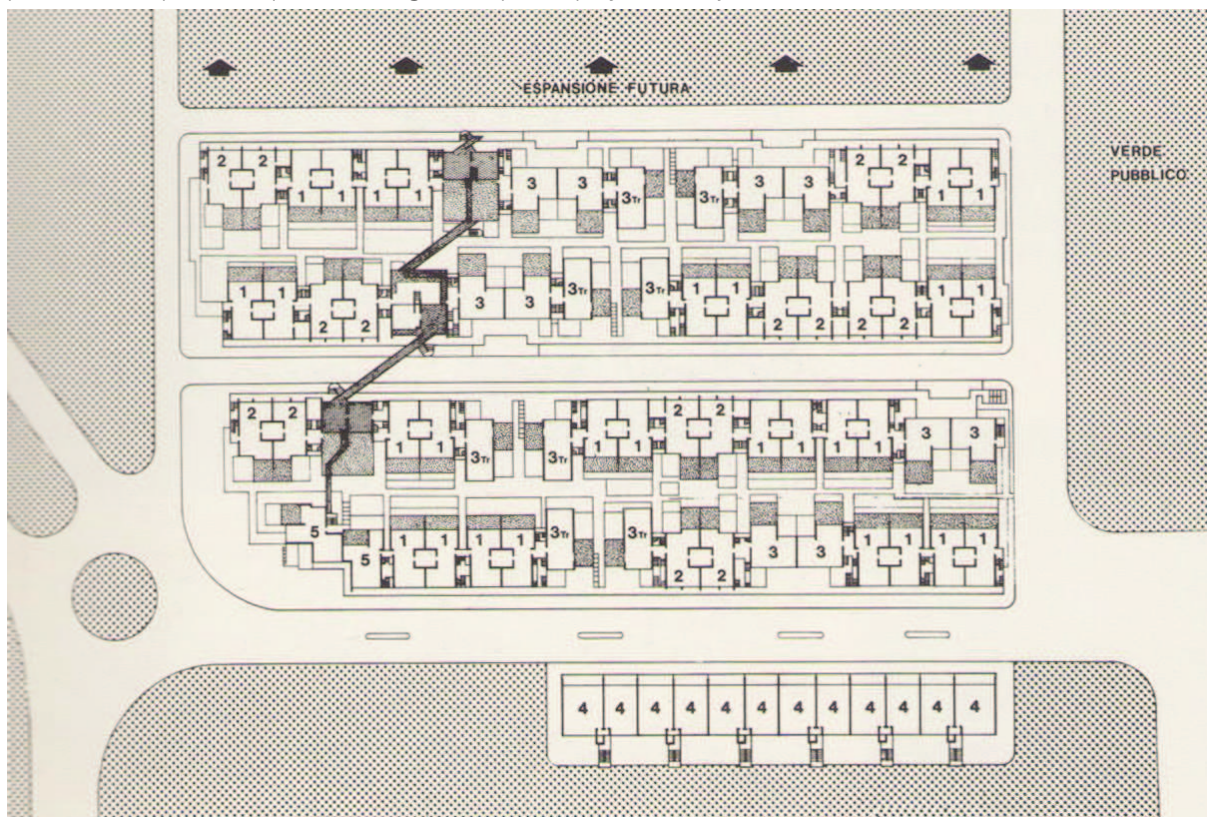 ESPANSIONE FUTURA
VERDE
PUBBLICO
2 2 1 1 1 1 3 3 3Tr 3Tr 3 3 2 2 1 1
1 1 2 2 3 3 3Tr 3Tr 1 1 2 2 2 2 1 1
2 2 1 1 3Tr 3Tr 1 1 2 2 1 1 1 1 3 3
5 5 1 1 1 1 3Tr 3Tr 2 2 3 3 1 1 1 1
4 4 4 4 4 4 4 4 4 4 4 4